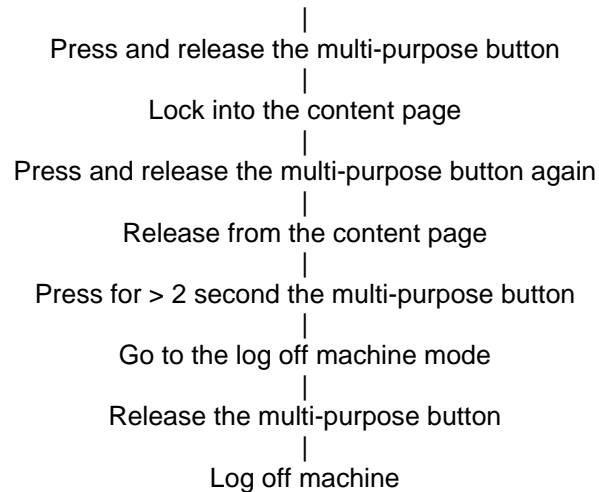 Press and release the multi-purpose button
Lock into the content page
Press and release the multi-purpose button again
Release from the content page
Press for > 2 second the multi-purpose button
Go to the log off machine mode
Release the multi-purpose button
Log off machine